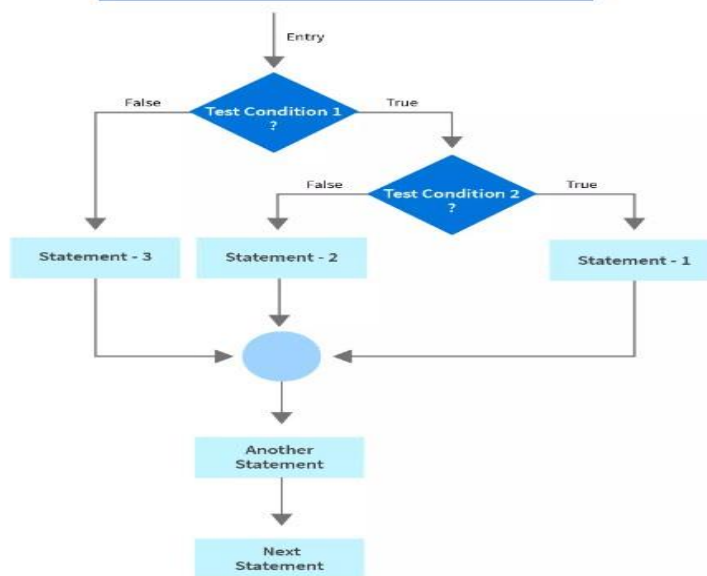 Entry
False
Test Condition 1
?
True
False
Test Condition 2
?
True
Statement - 3
Statement - 2
Statement - 1
Another
Statement
Next
Statement